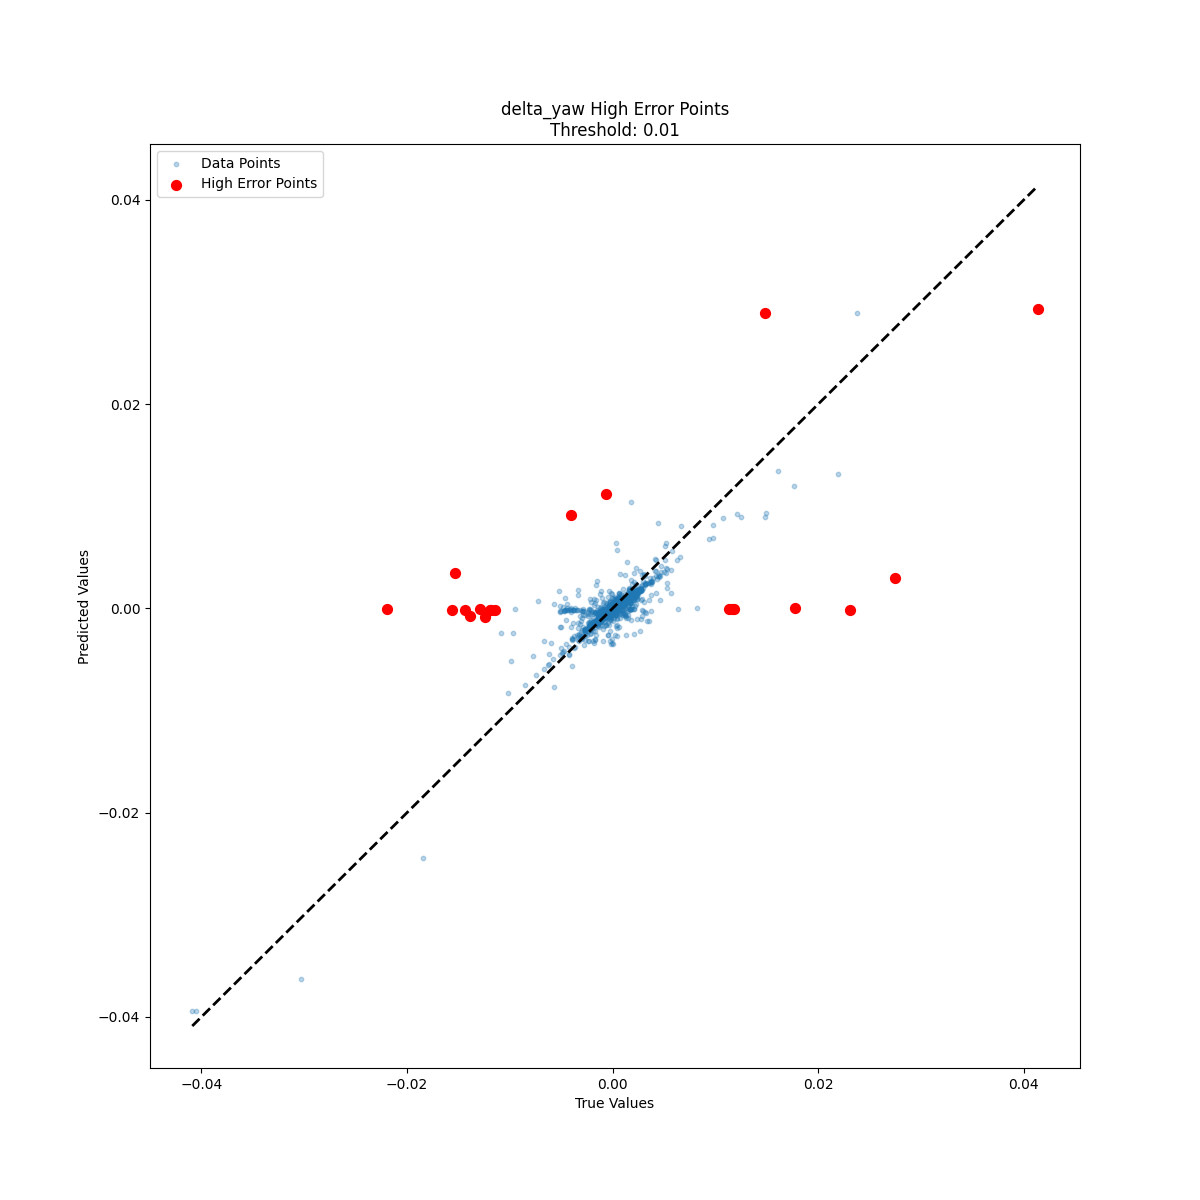 delta_yaw High Error Points
Threshold: 0.01
Data Points
High Error Points
0.04
0.02
0.00
−0.02
−0.04
Predicted Values
−0.04
−0.02
0.00
0.02
0.04
True Values